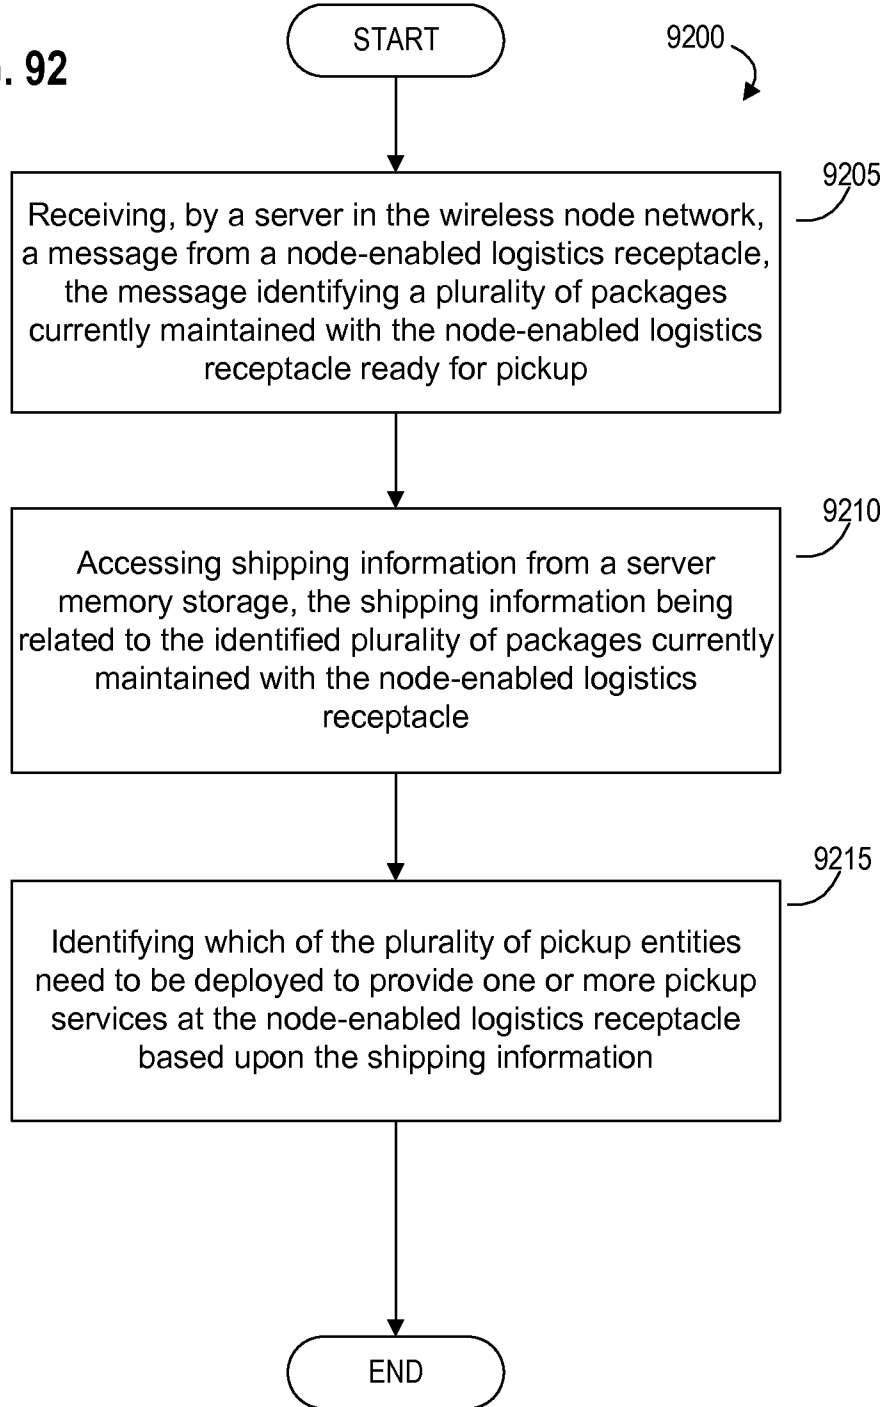 START
9200
. 92
9205
Receiving, by a server in the wireless node network,
a message from a node-enabled logistics receptacle,
the message identifying a plurality of packages
currently maintained with the node-enabled logistics
receptacle ready for pickup
9210
Accessing shipping information from a server
memory storage, the shipping information being
related to the identified plurality of packages currently
maintained with the node-enabled logistics
receptacle
9215
Identifying which of the plurality of pickup entities
need to be deployed to provide one or more pickup
services at the node-enabled logistics receptacle
based upon the shipping information
END